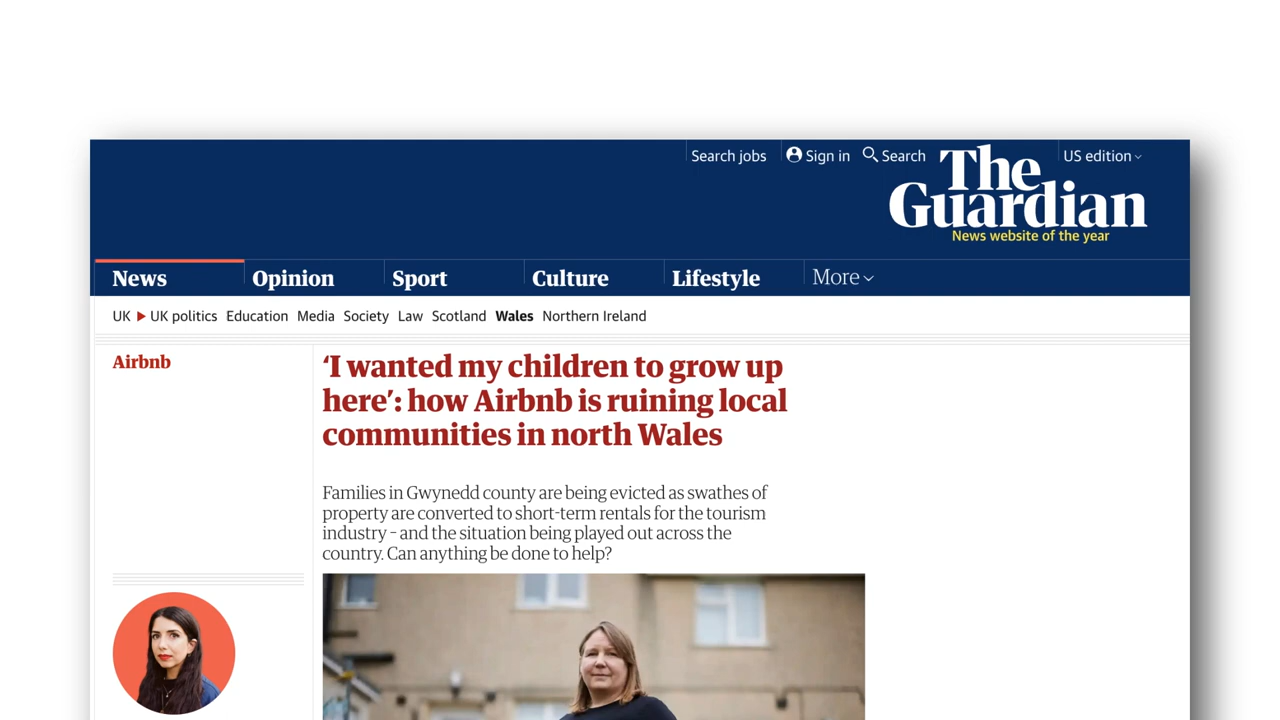 Search jobs
Sign in
Search
US edition
The
Guardian
News website of the year
News Opinion Sport Culture Lifestyle More
UK UK politics Education Media Society Law Scotland Wales Northern Ireland
Airbnb
‘I wanted my children to grow up
here’: how Airbnb is ruining local
communities in north Wales
Families in Gwynedd county are being evicted as swathes of
property are converted to short-term rentals for the tourism
industry – and the situation being played out across the
country. Can anything be done to help?